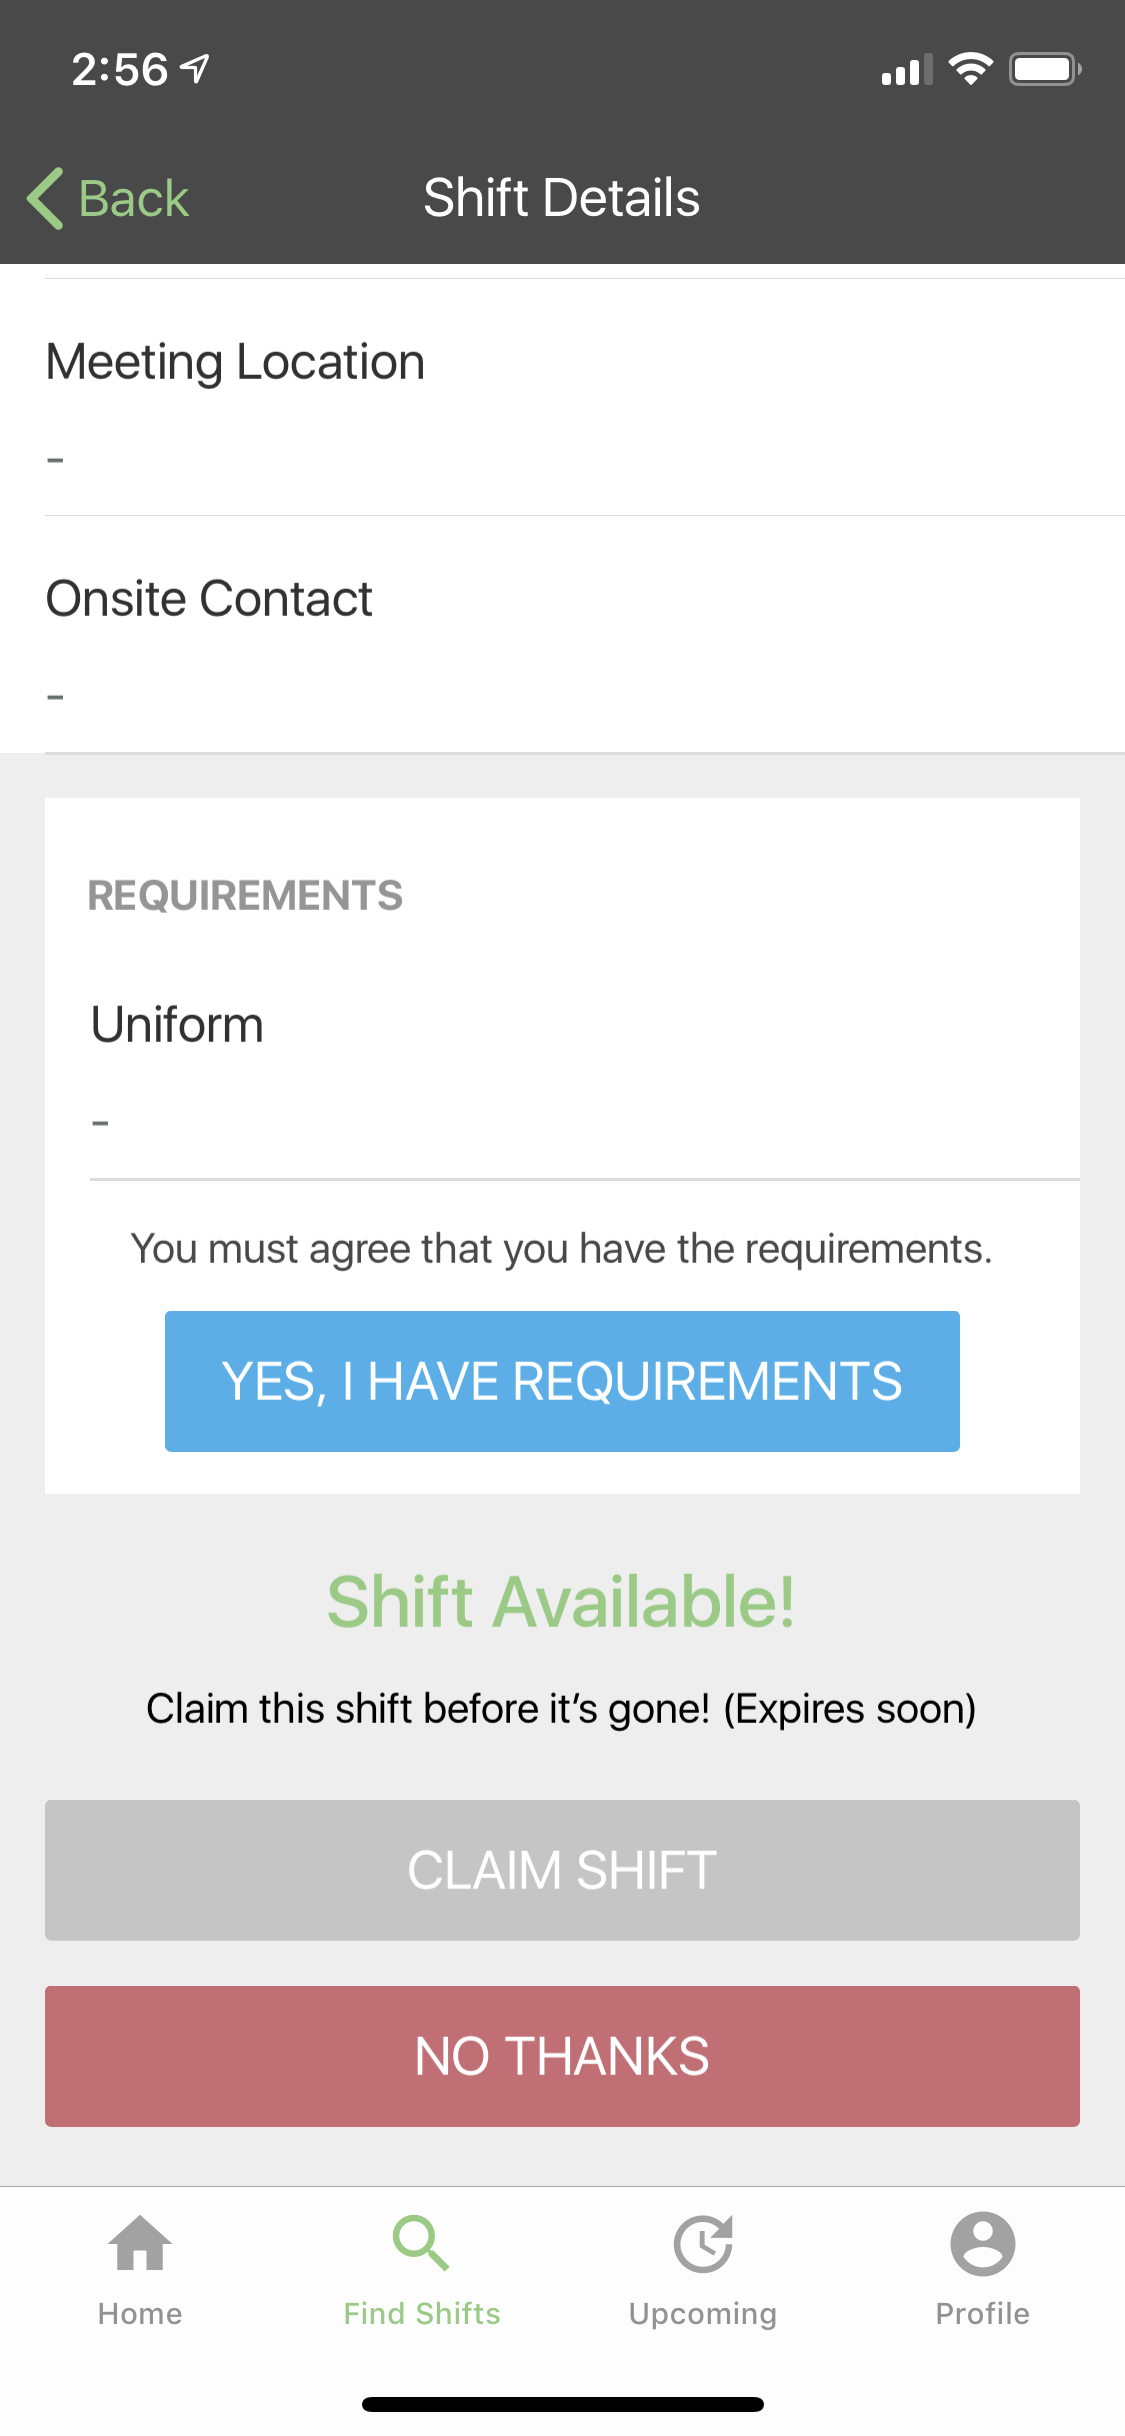 2:56
Back
Shift Details
Meeting Location
-
Onsite Contact
-
REQUIREMENTS
Uniform
-
You must agree that you have the requirements.
YES, I HAVE REQUIREMENTS
Shift Available!
Claim this shift before it’s gone! (Expires soon)
CLAIM SHIFT
NO THANKS
Home
Find Shifts
Upcoming
Profile